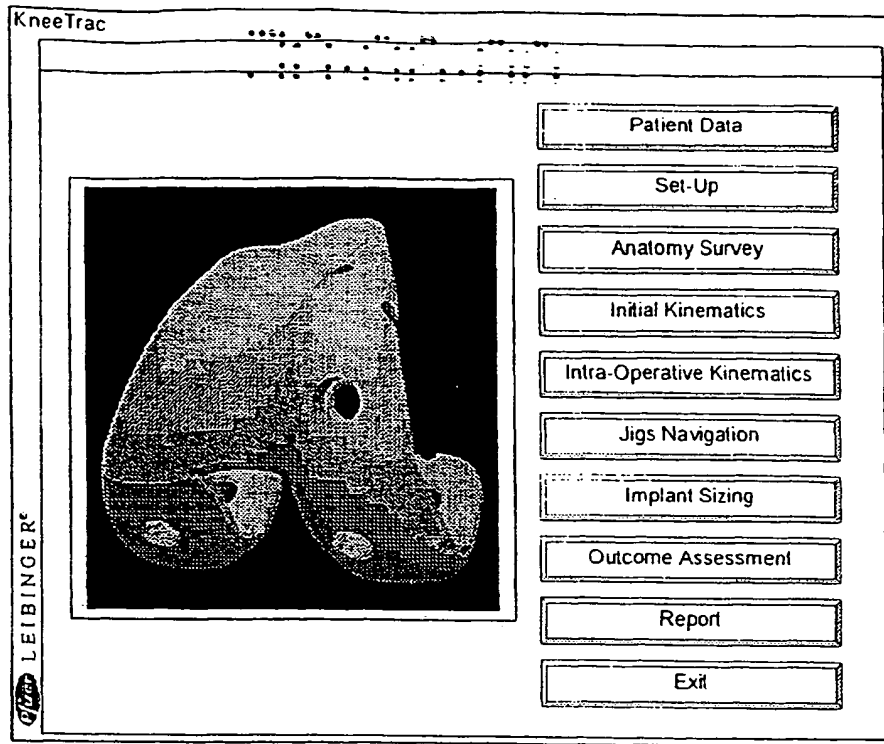 KneeTrac
Patient Data
Set-Up
Anatomy Survey
Initial Kinematics
Intra-Operative Kinematics
Jigs Navigation
Implant Sizing
Outcome Assessment
Report
Exit
LEIBINGER